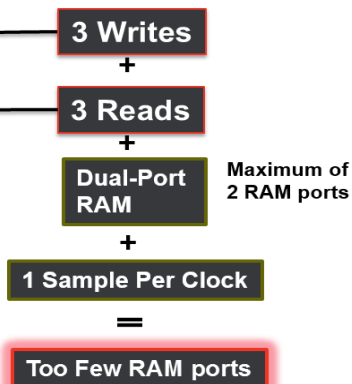 3 Writes
+
3 Reads
+
Dual-Port
RAM
Maximum of
2 RAM ports
+
1 Sample Per Clock
=
Too Few RAM ports